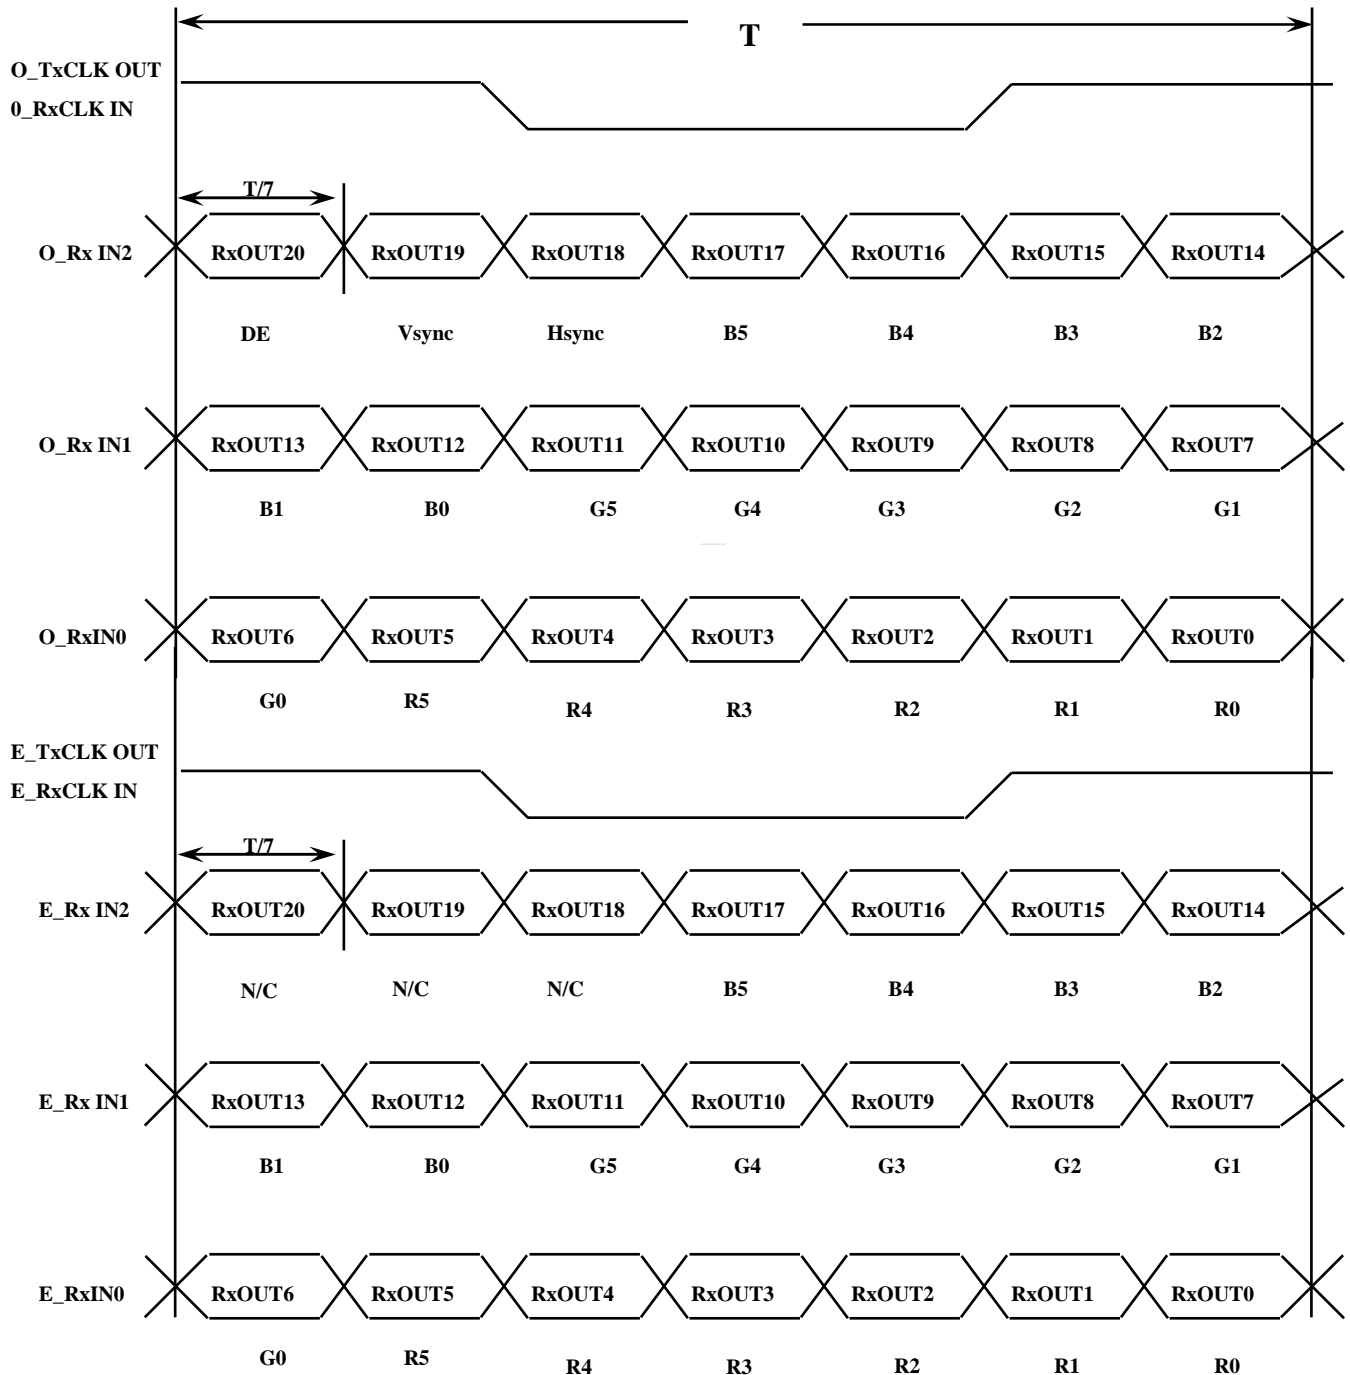 T
O_TxCLK OUT
0_RxCLK IN
T/7
O_Rx IN2 RxOUT20 RxOUT19 RxOUT18 RxOUT17 RxOUT16 RxOUT15 RxOUT14
DE Vsync Hsync B5 B4 B3 B2
O_Rx IN1 RxOUT13 RxOUT12 RxOUT11 RxOUT10 RxOUT9 RxOUT8 RxOUT7
B1 B0 G5 G4 G3 G2 G1
O_RxIN0 RxOUT6 RxOUT5 RxOUT4 RxOUT3 RxOUT2 RxOUT1 RxOUT0
G0 R5 R4 R3 R2 R1 R0
E_TxCLK OUT
E_RxCLK IN
T/7
E_Rx IN2 RxOUT20 RxOUT19 RxOUT18 RxOUT17 RxOUT16 RxOUT15 RxOUT14
N/C N/C N/C B5 B4 B3 B2
E_Rx IN1 RxOUT13 RxOUT12 RxOUT11 RxOUT10 RxOUT9 RxOUT8 RxOUT7
B1 B0 G5 G4 G3 G2 G1
E_RxIN0 RxOUT6 RxOUT5 RxOUT4 RxOUT3 RxOUT2 RxOUT1 RxOUT0
G0 R5 R4 R3 R2 R1 R0